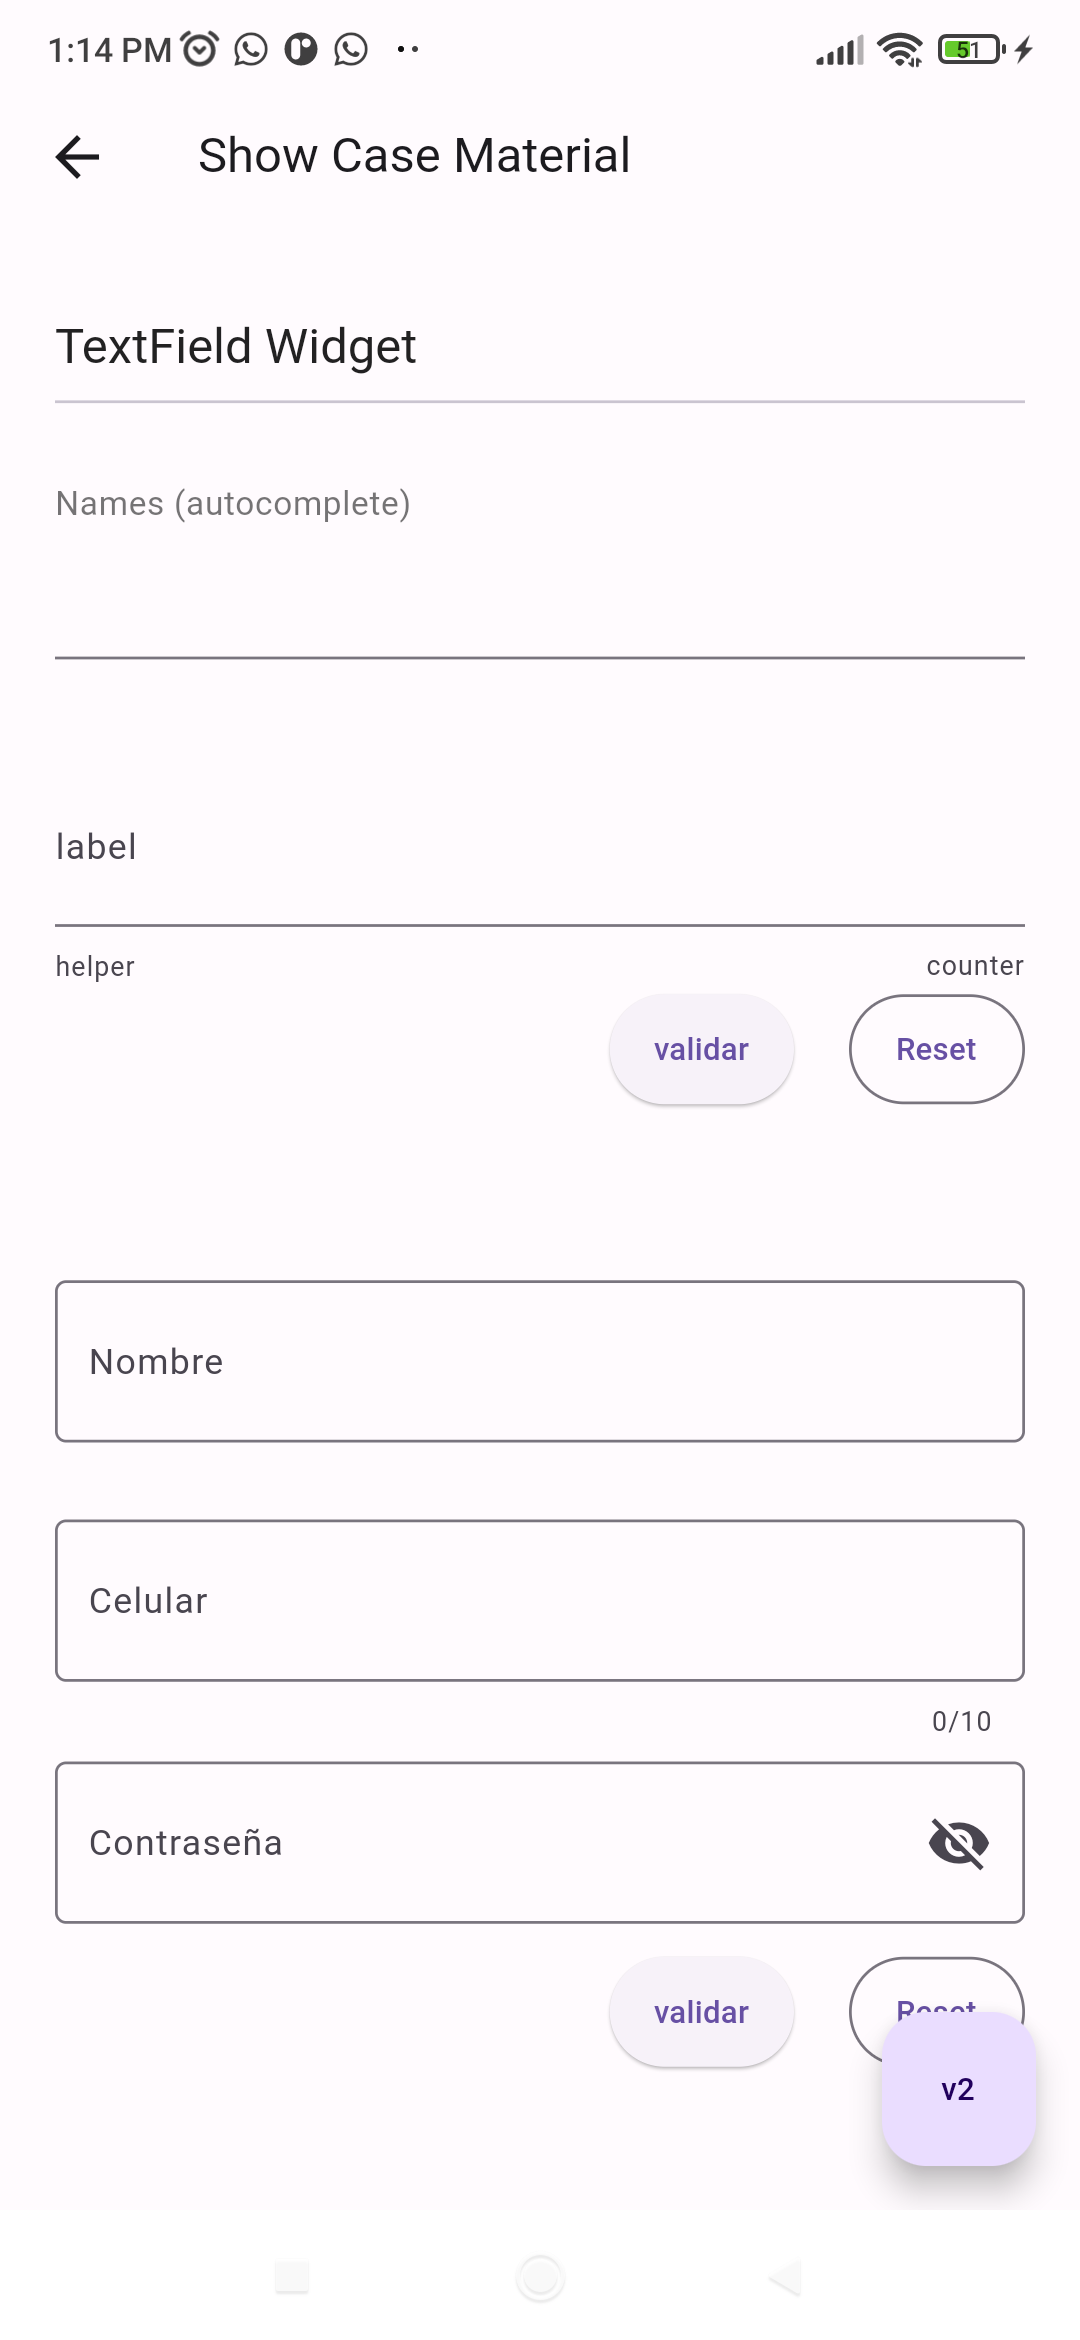 1:14 PM 51
Show Case Material
TextField Widget
Names (autocomplete)
label
helper counter
validar Reset
Nombre
Celular
0/10
Contraseña
validar Reset
v2